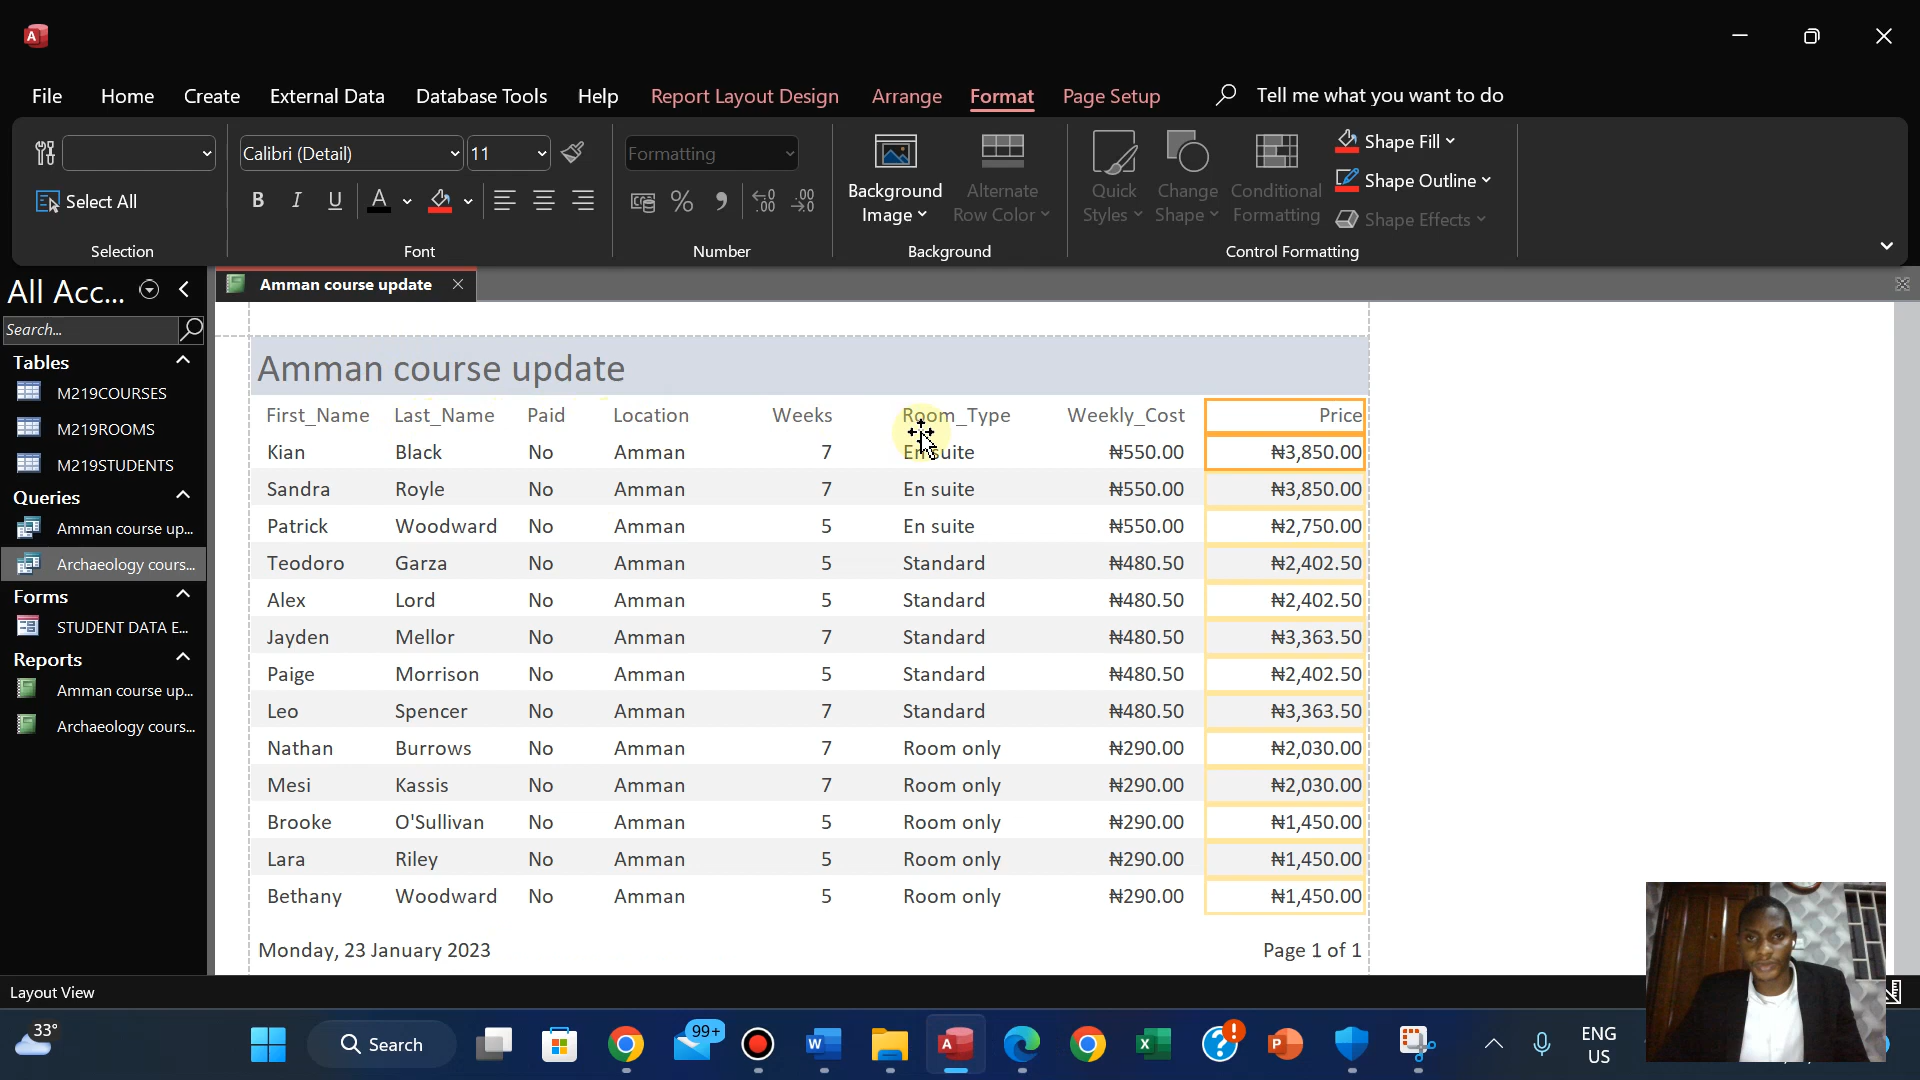 File Home Create External Data Database Tools Help Report Layout Design Arrange Format Page Setup Tell me what you want to do
Calibri (Detail) 11 Formatting
Select All
Selection
B I U A
Font
% 
Number
Background Image
Alternate Row Color
Background
Quick Styles
Change Shape
Conditional Formatting
Shape Fill
Shape Outline
Shape Effects
Control Formatting
All Acc...
Search...
Tables
M219COURSES
M219ROOMS
M219STUDENTS
Queries
Amman course up...
Archaeology cours...
Forms
STUDENT DATA E...
Reports
Amman course up...
Archaeology cours...
Amman course update
Amman course update
First_Name Last_Name Paid Location Weeks Room_Type Weekly_Cost Price
Kian Black No Amman 7 En suite ₦550.00 ₦3,850.00
Sandra Royle No Amman 7 En suite ₦550.00 ₦3,850.00
Patrick Woodward No Amman 5 En suite ₦550.00 ₦2,750.00
Teodoro Garza No Amman 5 Standard ₦480.50 ₦2,402.50
Alex Lord No Amman 5 Standard ₦480.50 ₦2,402.50
Jayden Mellor No Amman 7 Standard ₦480.50 ₦3,363.50
Paige Morrison No Amman 5 Standard ₦480.50 ₦2,402.50
Leo Spencer No Amman 7 Standard ₦480.50 ₦3,363.50
Nathan Burrows No Amman 7 Room only ₦290.00 ₦2,030.00
Mesi Kassis No Amman 7 Room only ₦290.00 ₦2,030.00
Brooke O'Sullivan No Amman 5 Room only ₦290.00 ₦1,450.00
Lara Riley No Amman 5 Room only ₦290.00 ₦1,450.00
Bethany Woodward No Amman 5 Room only ₦290.00 ₦1,450.00
Monday, 23 January 2023 Page 1 of 1
Layout View
33°
Search
99+
ENG
US